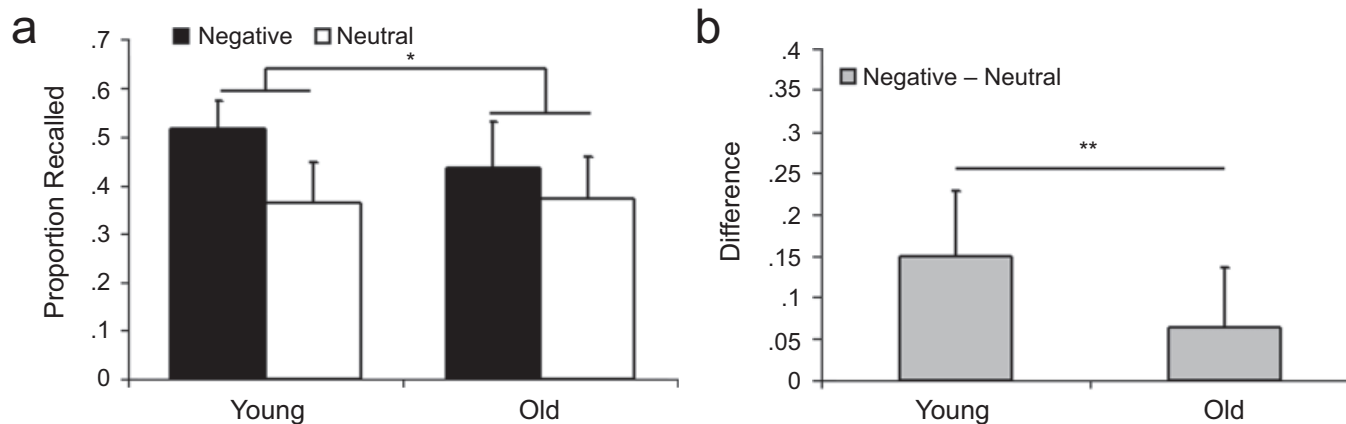 a
Negative Neutral
*
Proportion Recalled
.7
.6
.5
.4
.3
.2
.1
0
Young Old
b
Negative – Neutral
**
Difference
.4
.35
.3
.25
.2
.15
.1
.05
0
Young Old